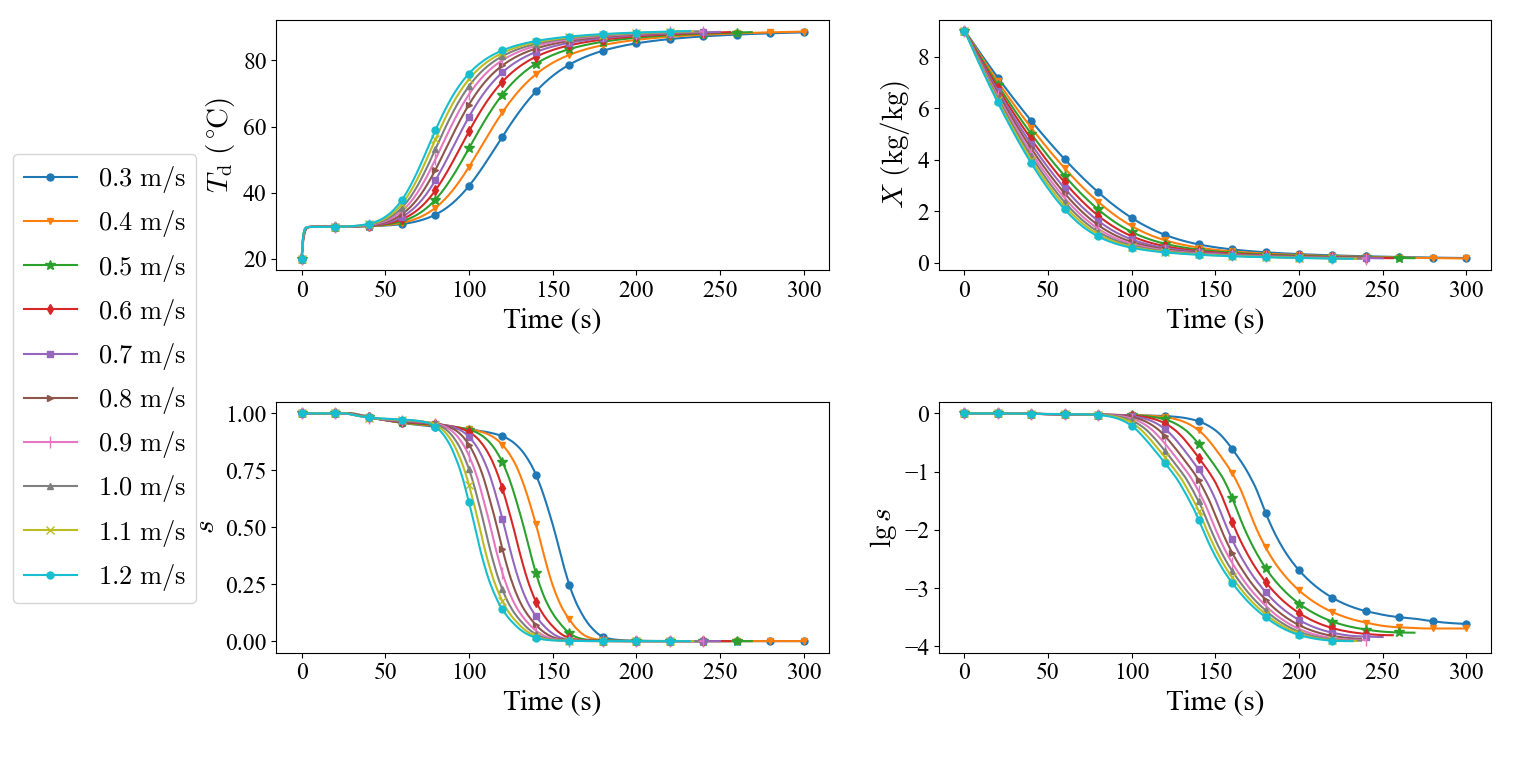 0.3 m/s
0.4 m/s
0.5 m/s
0.6 m/s
0.7 m/s
0.8 m/s
0.9 m/s
1.0 m/s
1.1 m/s
1.2 m/s
T_d (°C)
80
60
40
20
0 50 100 150 200 250 300
Time (s)
X (kg/kg)
8
6
4
2
0
0 50 100 150 200 250 300
Time (s)
s
1.00
0.75
0.50
0.25
0.00
0 50 100 150 200 250 300
Time (s)
lg s
0
−1
−2
−3
−4
0 50 100 150 200 250 300
Time (s)